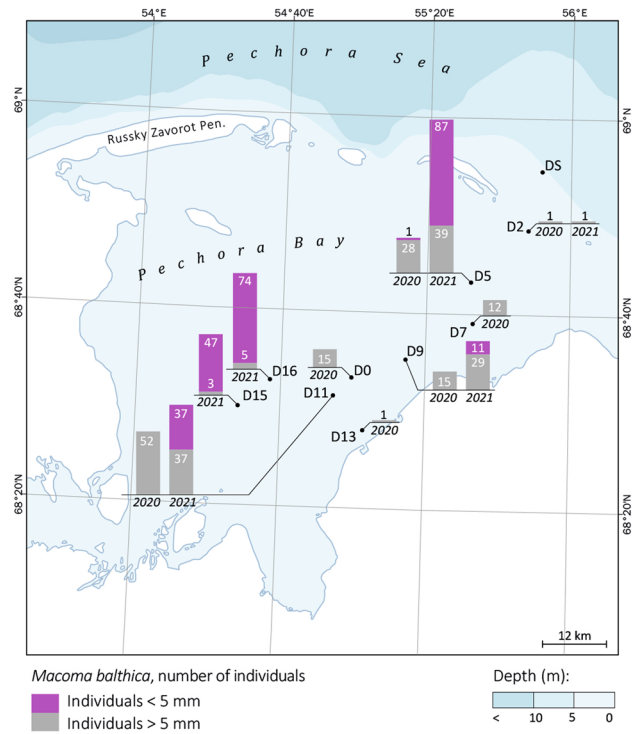 54°E 54°40'E 55°20'E 56°E
Pechora Sea
69°N
69°N
Russky Zavorot Pen.
87
DS
1 1
D2 2020 2021
1
39
28
Pechora Bay
D5
2020 2021
74
12
68°40'N
68°40'N
D7 2020
47
11
15
D9
5
29
2021 D16
2020 D0
3
15
2021 D15
D11
2020 2021
37
1
D13 2020
52
37
68°20'N
2020 2021
68°20'N
12 km
Macoma balthica, number of individuals
Depth (m):
Individuals < 5 mm
Individuals > 5 mm
< 10 5 0